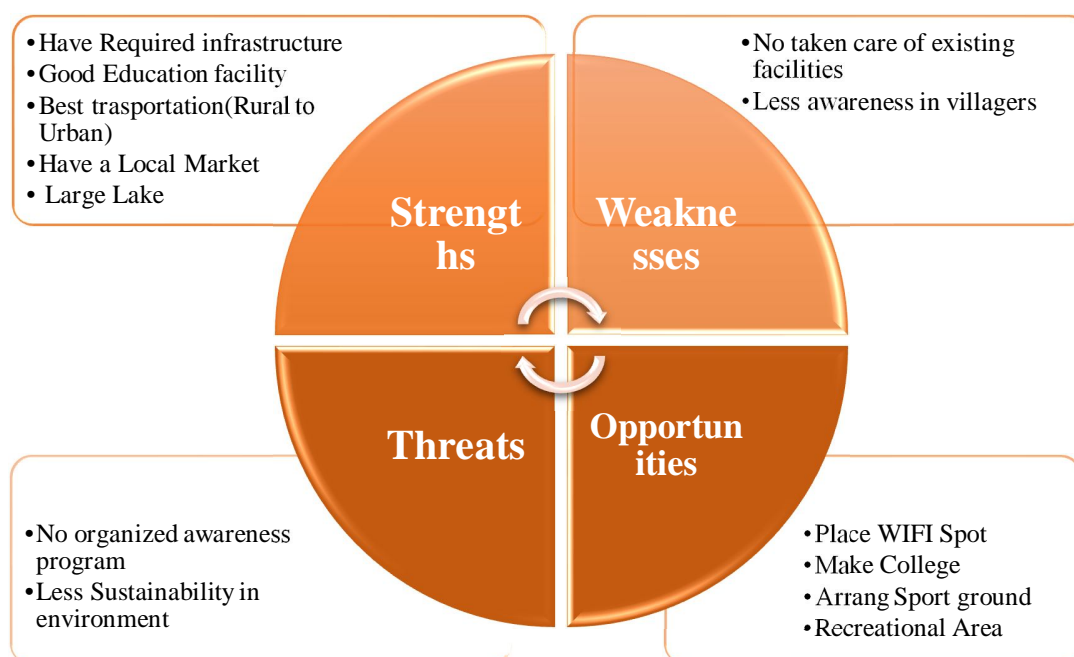 •Have Required infrastructure
•Good Education facility
•Best trasportation(Rural to
Urban)
•Have a Local Market
• Large Lake
•No taken care of existing
facilities
•Less awareness in villagers
Strengt
hs
Weakne
sses
Threats
Opportun
ities
•No organized awareness
program
•Less Sustainability in
environment
•Place WIFI Spot
•Make College
•Arrang Sport ground
•Recreational Area